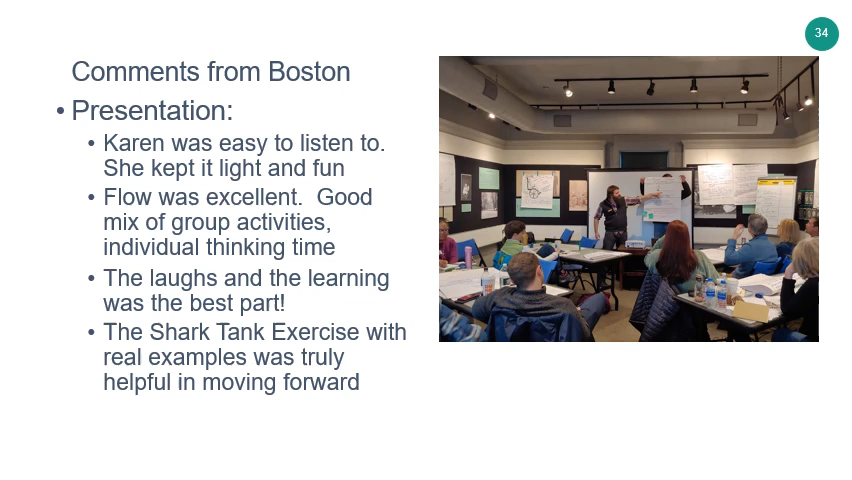 34
Comments from Boston
• Presentation:
• Karen was easy to listen to.
She kept it light and fun
• Flow was excellent.  Good
mix of group activities,
individual thinking time
• The laughs and the learning
was the best part!
• The Shark Tank Exercise with
real examples was truly
helpful in moving forward